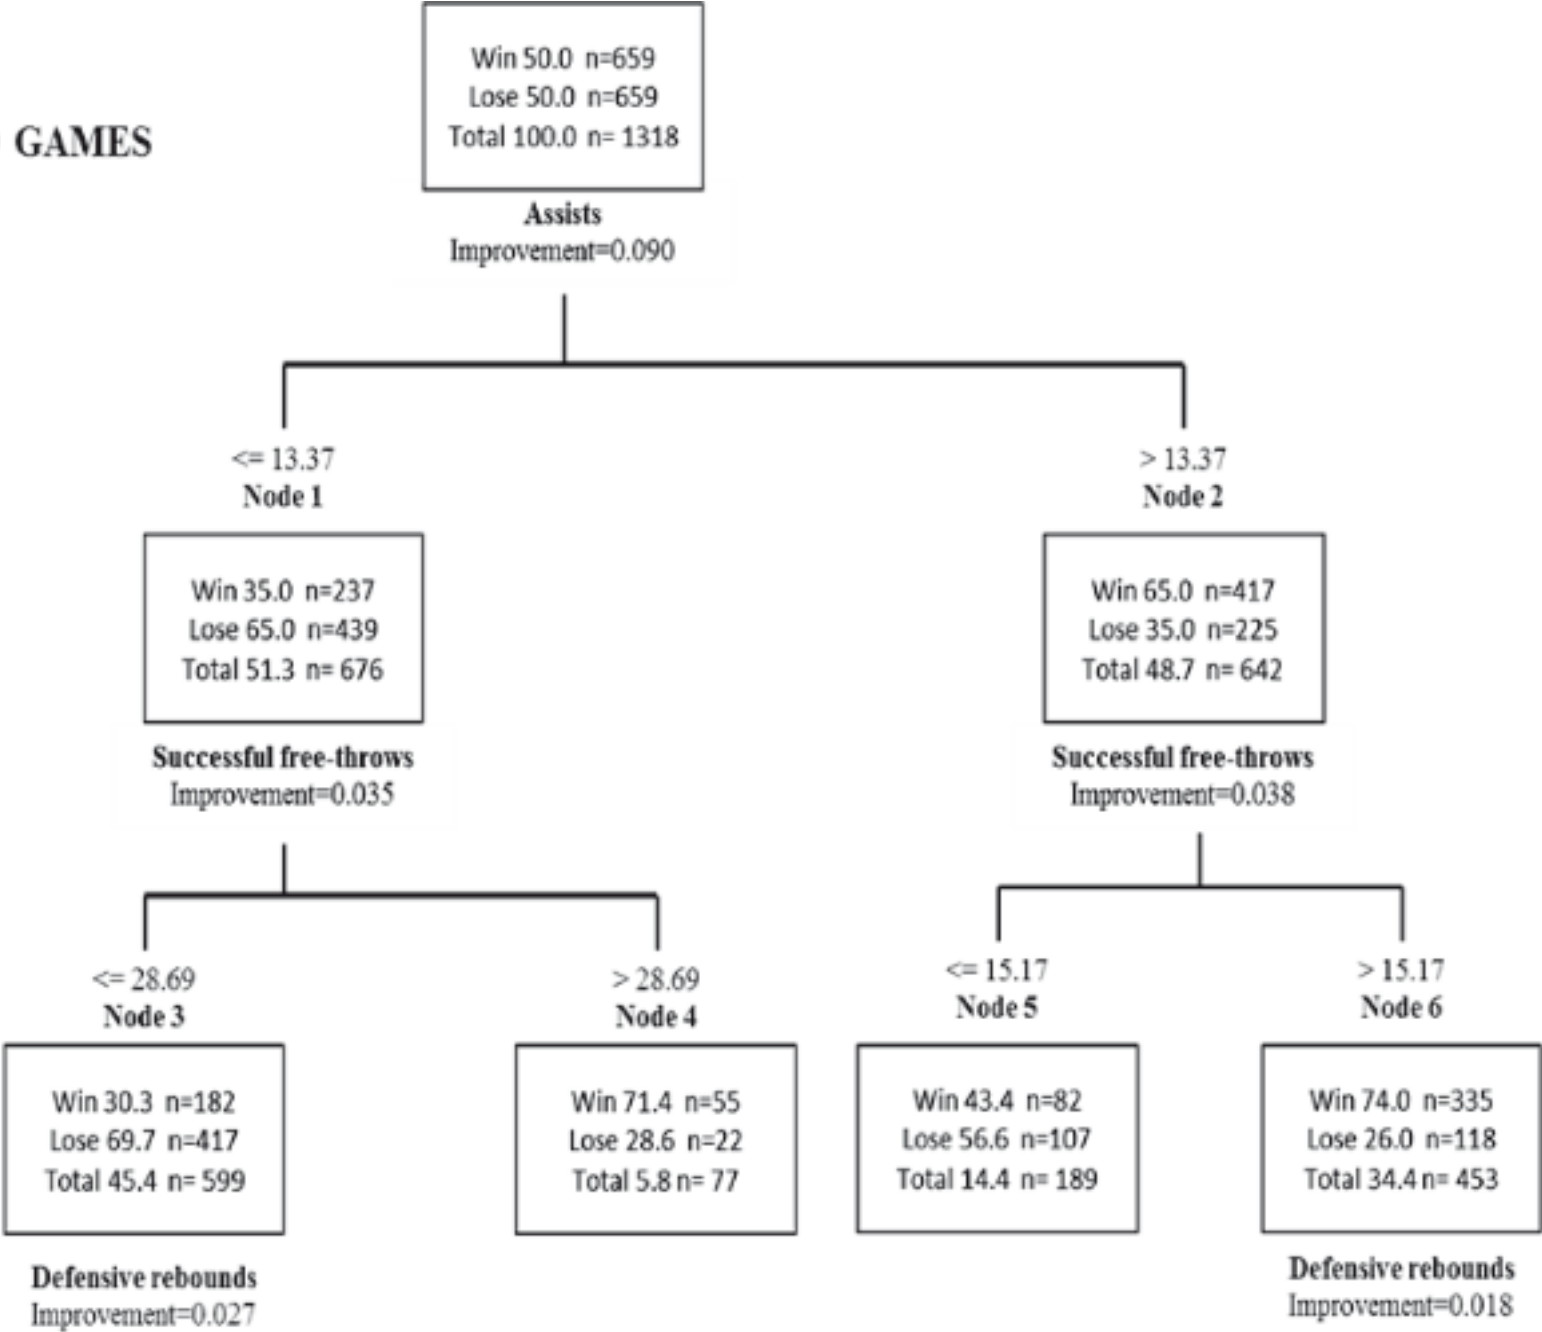 Win 50.0 n=659
Lose 50.0 n=659
Total 100.0 n= 1318
GAMES
Assists
Improvement=0.090
<= 13.37
Node 1
> 13.37
Node 2
Win 35.0 n=237
Lose 65.0 n=439
Total 51.3 n= 676
Win 65.0 n=417
Lose 35.0 n=225
Total 48.7 n= 642
Successful free-throws
Improvement=0.035
Successful free-throws
Improvement=0.038
<= 28.69
Node 3
> 28.69
Node 4
<= 15.17
Node 5
> 15.17
Node 6
Win 30.3 n=182
Lose 69.7 n=417
Total 45.4 n= 599
Win 71.4 n=55
Lose 28.6 n=22
Total 5.8 n= 77
Win 43.4 n=82
Lose 56.6 n=107
Total 14.4 n= 189
Win 74.0 n=335
Lose 26.0 n=118
Total 34.4 n= 453
Defensive rebounds
Improvement=0.027
Defensive rebounds
Improvement=0.018